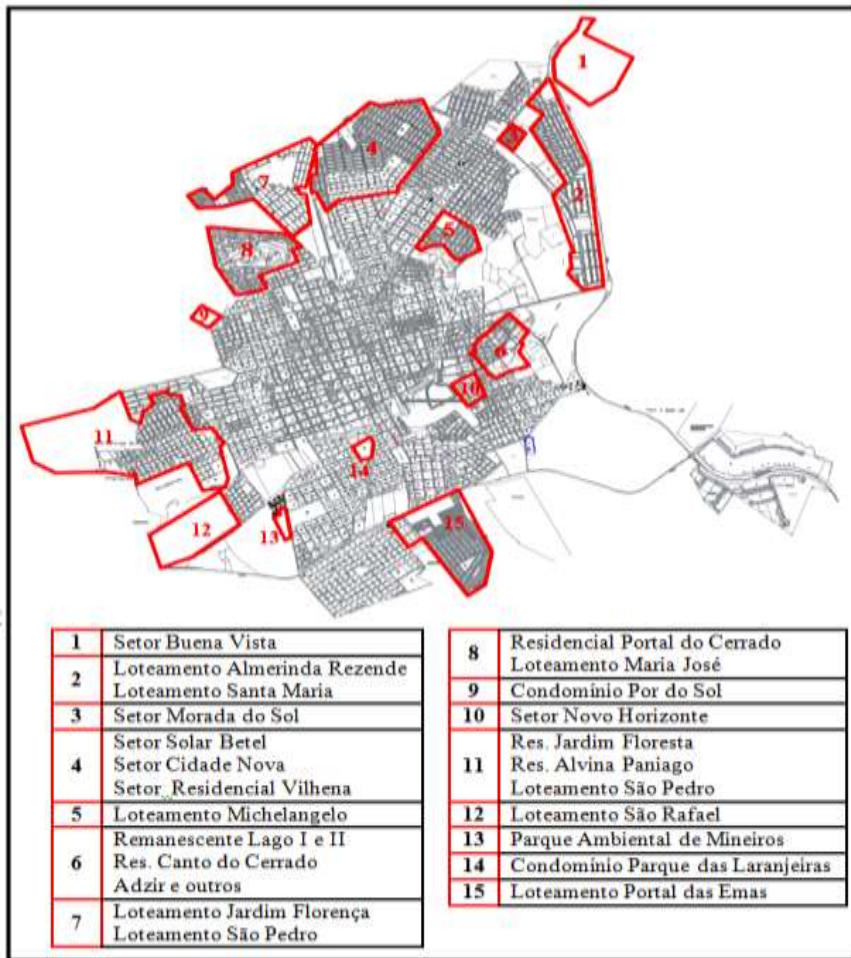 1
4
2
7
5
8
9
6
10
11
14
12
13
15
1 Setor Buena Vista
2 Loteamento Almerinda Rezende
Loteamento Santa Maria
3 Setor Morada do Sol
4 Setor Solar Betel
Setor Cidade Nova
Setor Residencial Vilhena
5 Loteamento Michelangelo
6 Remanescente Lago I e II
Res. Canto do Cerrado
Adzir e outros
7 Loteamento Jardim Florença
Loteamento São Pedro
8 Residencial Portal do Cerrado
Loteamento Maria José
9 Condomínio Por do Sol
10 Setor Novo Horizonte
11 Res. Jardim Floresta
Res. Alvina Paniago
Loteamento São Pedro
12 Loteamento São Rafael
13 Parque Ambiental de Mineiros
14 Condomínio Parque das Laranjeiras
15 Loteamento Portal das Emas